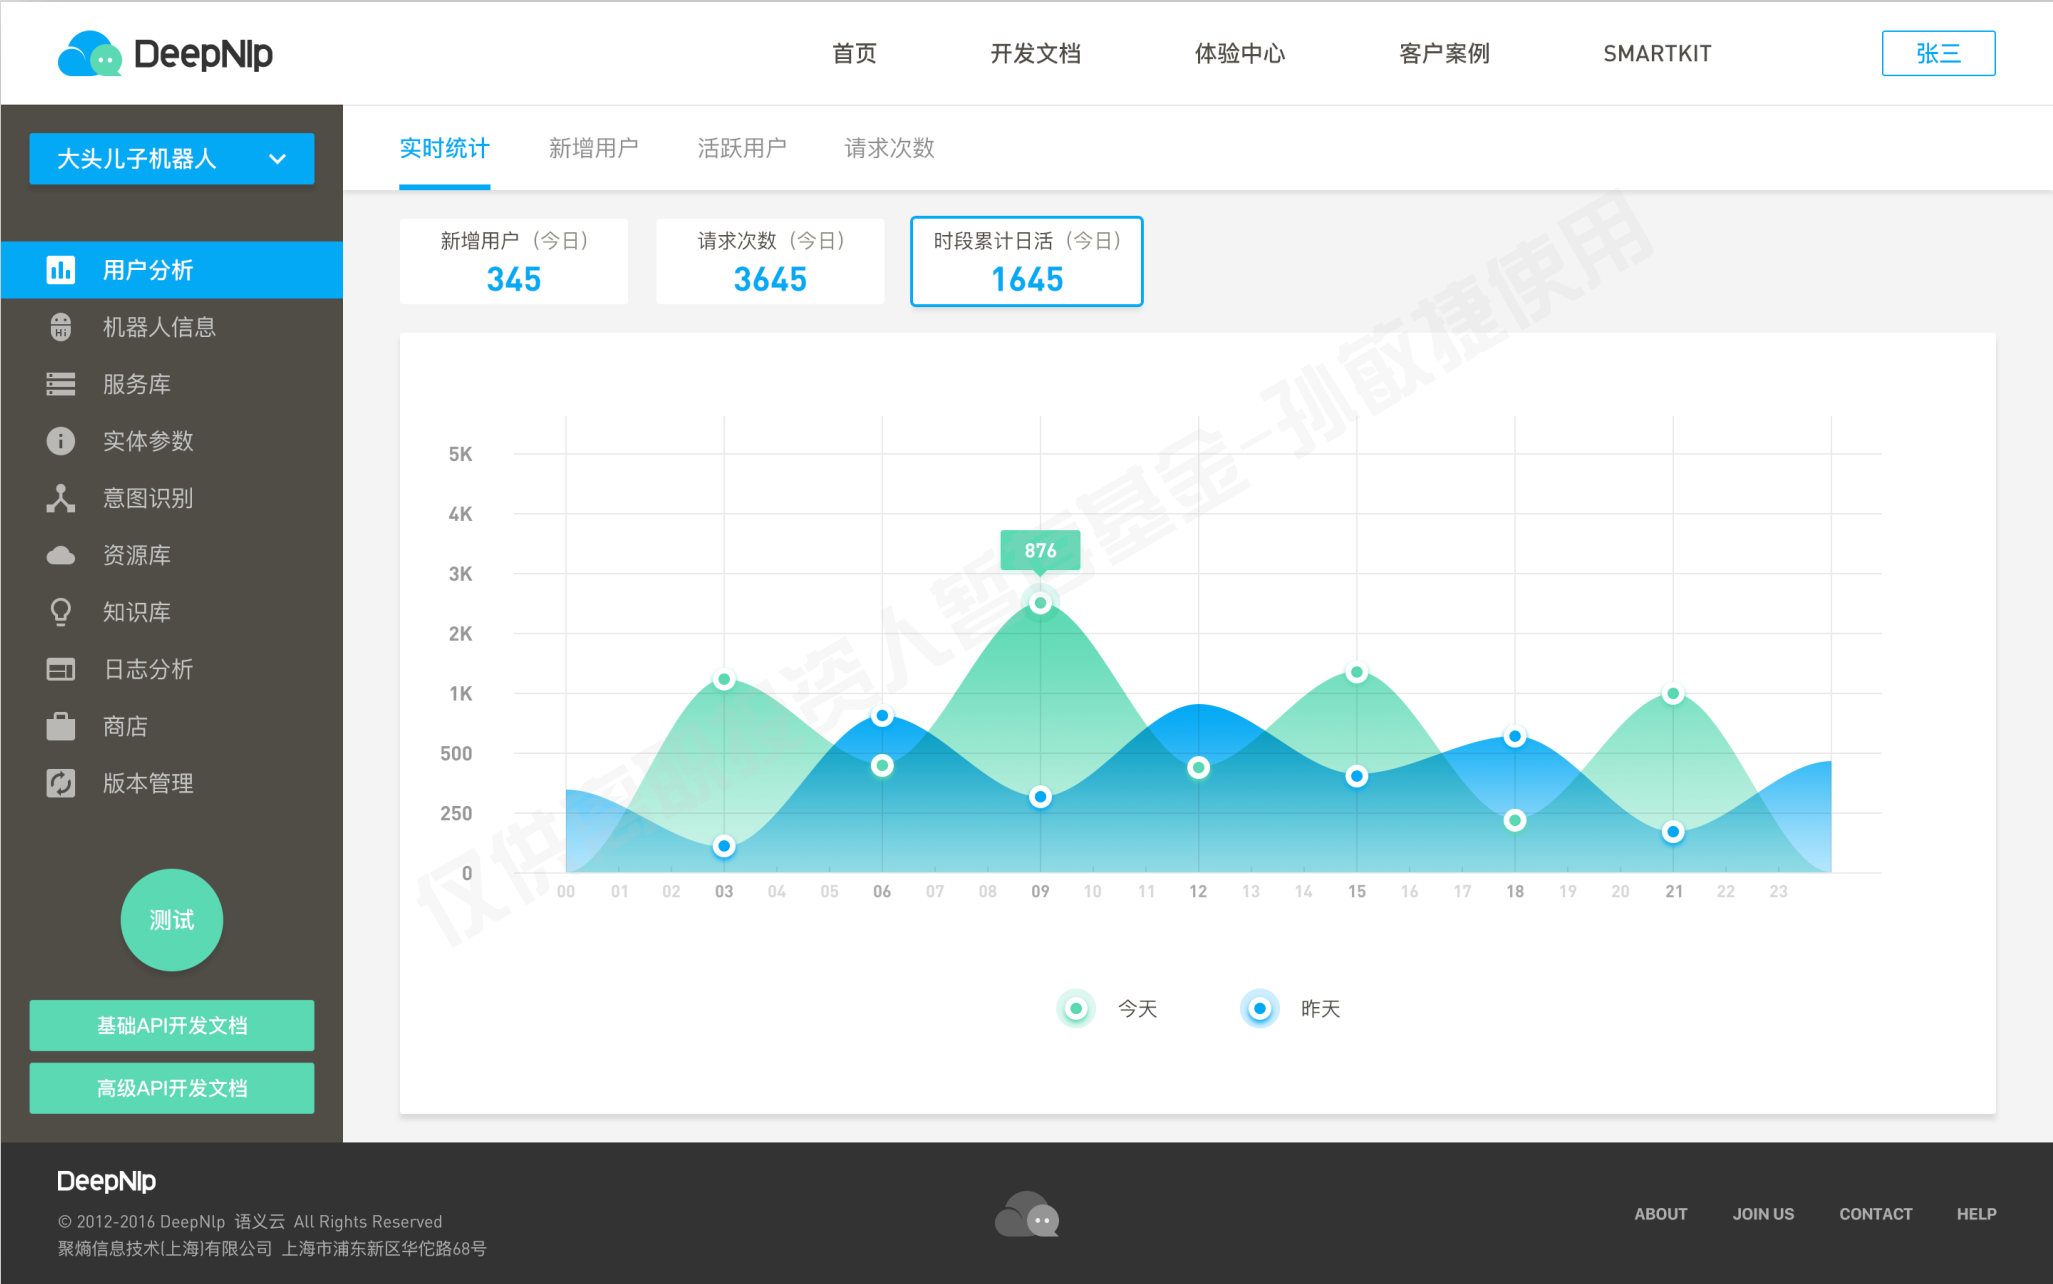 DeepNlp
首页 开发文档 体验中心 客户案例 SMARTKIT 张三
大头儿子机器人
用户分析
机器人信息
服务库
实体参数
意图识别
资源库
知识库
日志分析
商店
版本管理
测试
基础API开发文档
高级API开发文档
实时统计 新增用户 活跃用户 请求次数
新增用户（今日）
345
请求次数（今日）
3645
时段累计日活（今日）
1645
5K
4K
3K
2K
1K
500
250
0
876
00 01 02 03 04 05 06 07 08 09 10 11 12 13 14 15 16 17 18 19 20 21 22 23
今天 昨天
基金-孙敏捷使用
DeepNlp
© 2012-2016 DeepNlp 语义云 All Rights Reserved
聚熵信息技术(上海)有限公司 上海市浦东新区华佗路68号
ABOUT JOIN US CONTACT HELP